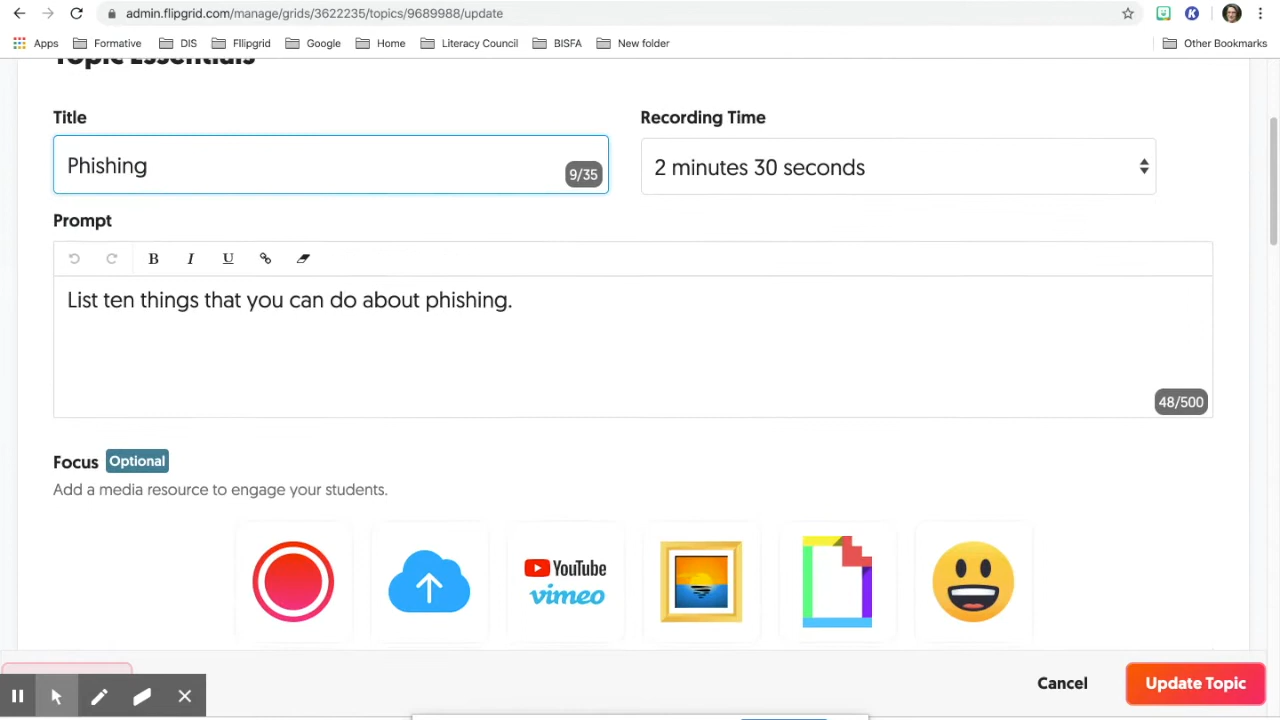 admin.flipgrid.com/manage/grids/3622235/topics/9689988/update
Apps Formative DIS Fllipgrid Google Home Literacy Council BISFA New folder Other Bookmarks
Topic Essentials
Title Recording Time
Phishing 9/35 2 minutes 30 seconds
Prompt
B I U
List ten things that you can do about phishing.
48/500
Focus Optional
Add a media resource to engage your students.
YouTube
vimeo
Cancel Update Topic